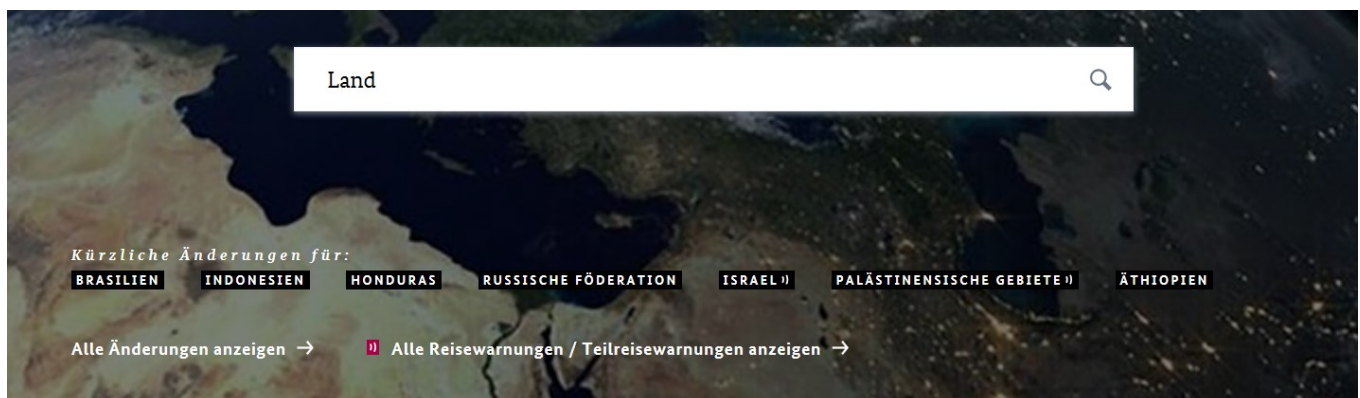 Land
Kürzliche Änderungen für:
BRASILIEN INDONESIEN HONDURAS RUSSISCHE FÖDERATION ISRAEL PALÄSTINENSISCHE GEBIETE ÄTHIOPIEN
Alle Änderungen anzeigen → Alle Reisewarnungen / Teilreisewarnungen anzeigen →